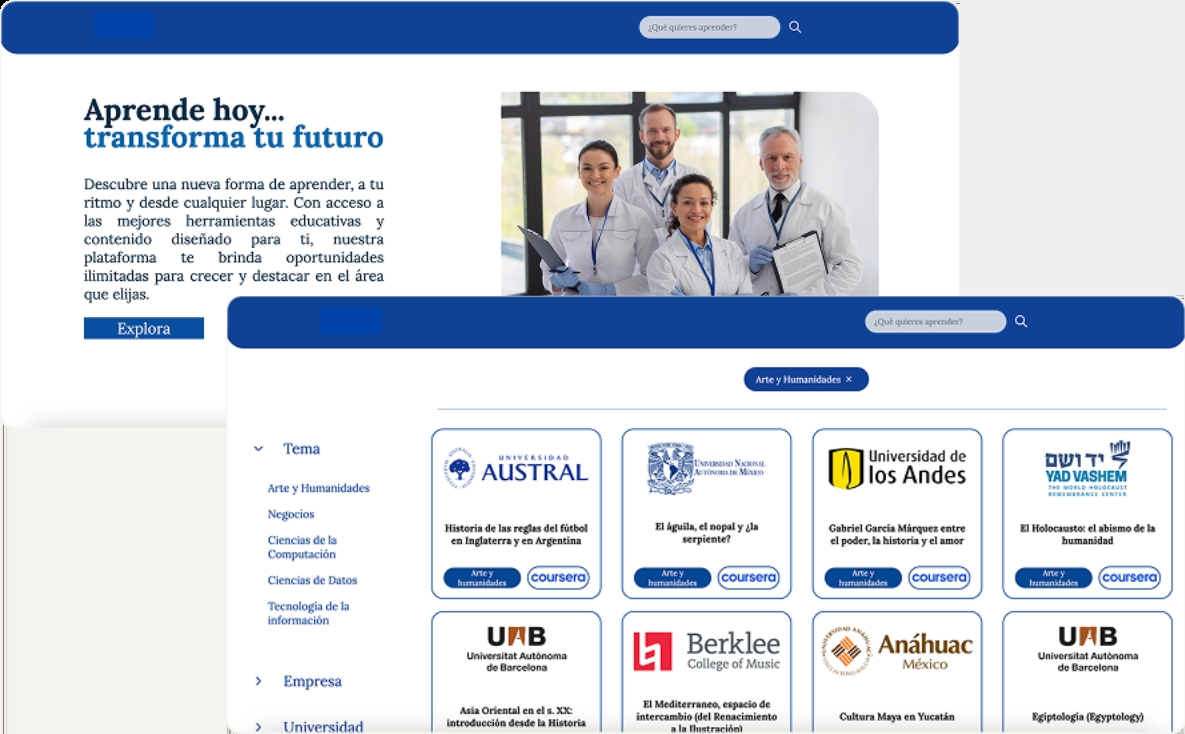 ¿Qué quieres aprender?
Aprende hoy...
transforma tu futuro
Descubre una nueva forma de aprender, a tu
ritmo y desde cualquier lugar. Con acceso a
las mejores herramientas educativas y
contenido diseñado para ti, nuestra
plataforma te brinda oportunidades
ilimitadas para crecer y destacar en el área
que elijas.
Explora
¿Qué quieres aprender?
Arte y Humanidades ×
Tema
Arte y Humanidades
Negocios
Ciencias de la
Computación
Ciencias de Datos
Tecnología de la
información
Empresa
Universidad
UNIVERSIDAD
AUSTRAL
Historia de las reglas del fútbol
en Inglaterra y en Argentina
Arte y
humanidades
coursera
UNIVERSIDAD NACIONAL
AUTÓNOMA DE MÉXICO
El águila, el nopal y ¿la
serpiente?
Arte y
humanidades
coursera
Universidad de
los Andes
Gabriel García Márquez entre
el poder, la historia y el amor
Arte y
humanidades
coursera
יד ושם
YAD VASHEM
THE WORLD HOLOCAUST
REMEMBRANCE CENTER
El Holocausto: el abismo de la
humanidad
Arte y
humanidades
coursera
UAB
Universitat Autònoma
de Barcelona
Asia Oriental en el s. XX:
introducción desde la Historia
Berklee
College of Music
El Mediterraneo, espacio de
intercambio (del Renacimiento
a la Ilustración)
Anáhuac
México
Cultura Maya en Yucatán
UAB
Universitat Autònoma
de Barcelona
Egiptología (Egyptology)